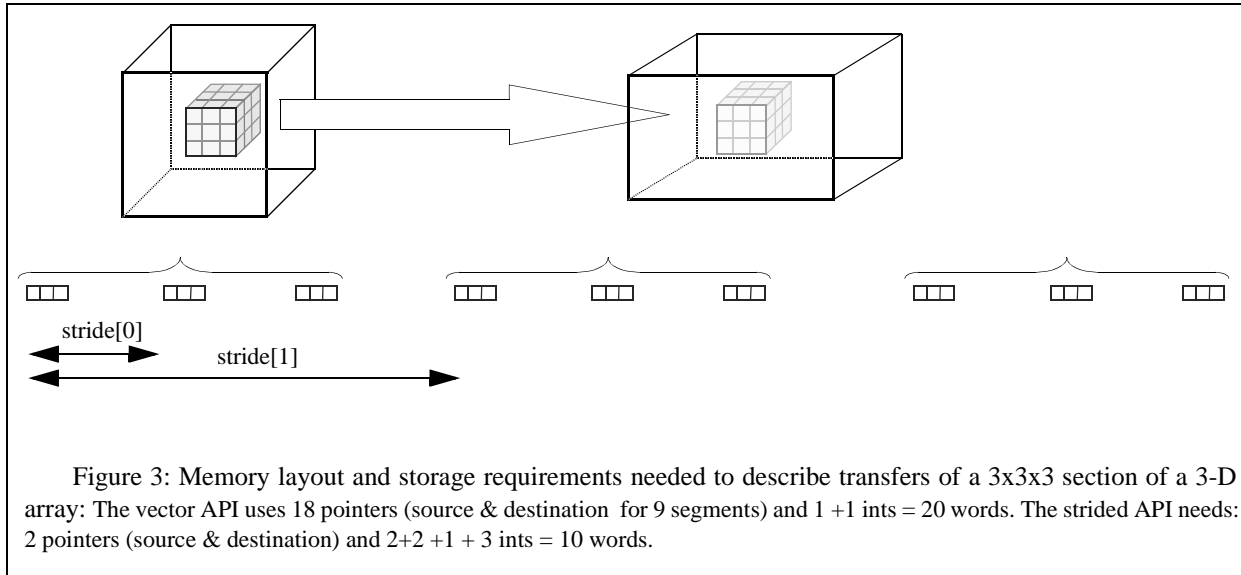 stride[0]
stride[1]
Figure 3: Memory layout and storage requirements needed to describe transfers of a 3x3x3 section of a 3-D
array: The vector API uses 18 pointers (source & destination for 9 segments) and 1 +1 ints = 20 words. The strided API needs:
2 pointers (source & destination) and 2+2 +1 + 3 ints = 10 words.